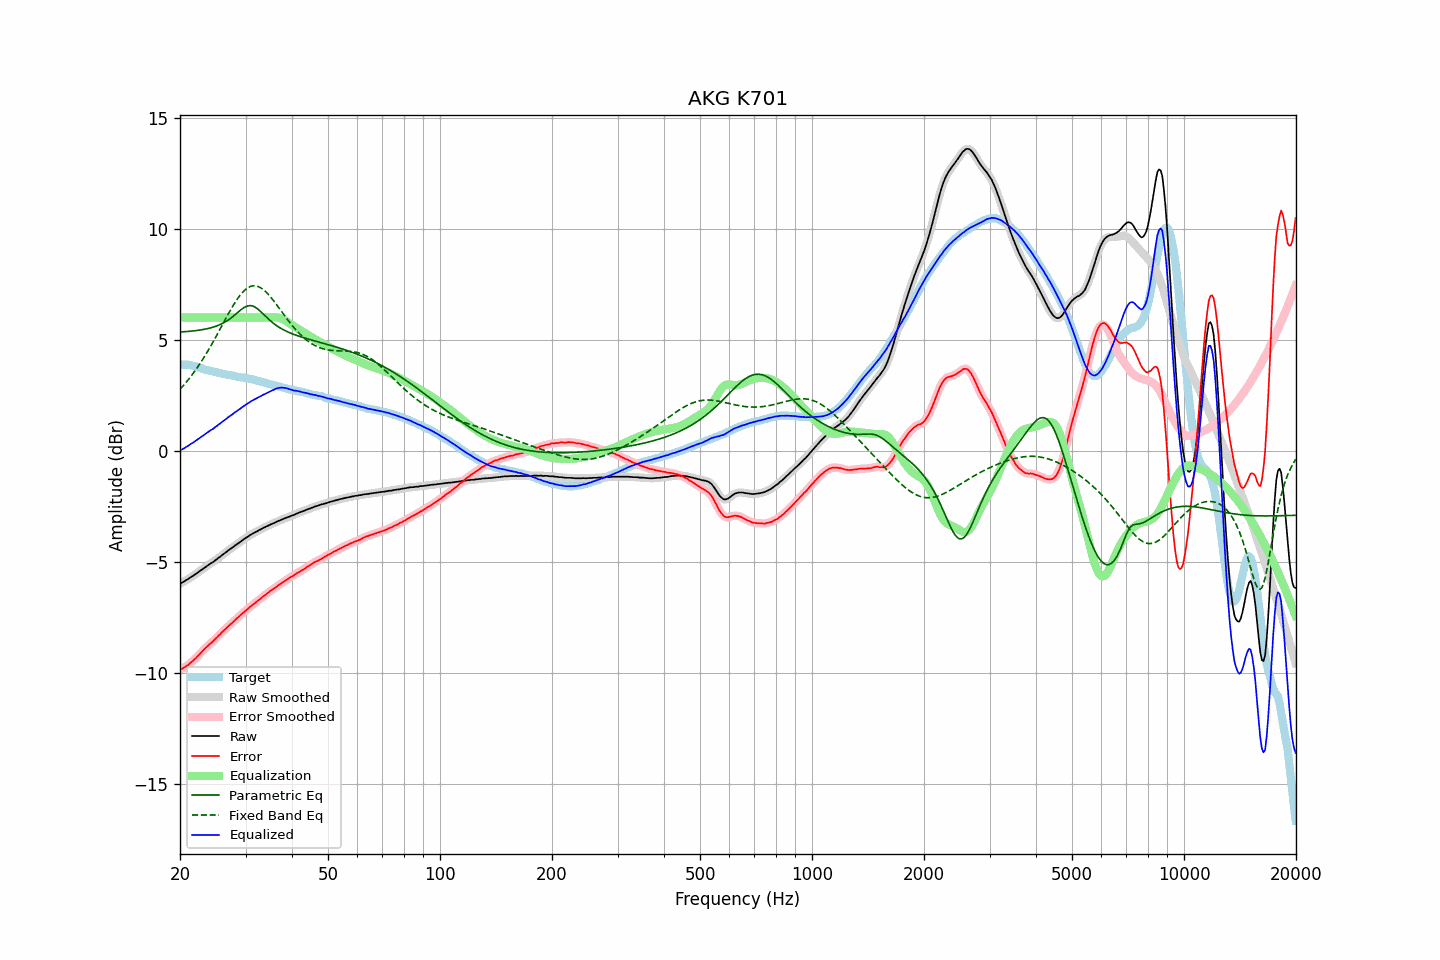 AKG K701
Amplitude (dBr)
15
10
5
0
−5
−10
−15
Target
Raw Smoothed
Error Smoothed
Raw
Error
Equalization
Parametric Eq
Fixed Band Eq
Equalized
20 50 100 200 500 1000 2000 5000 10000 20000
Frequency (Hz)